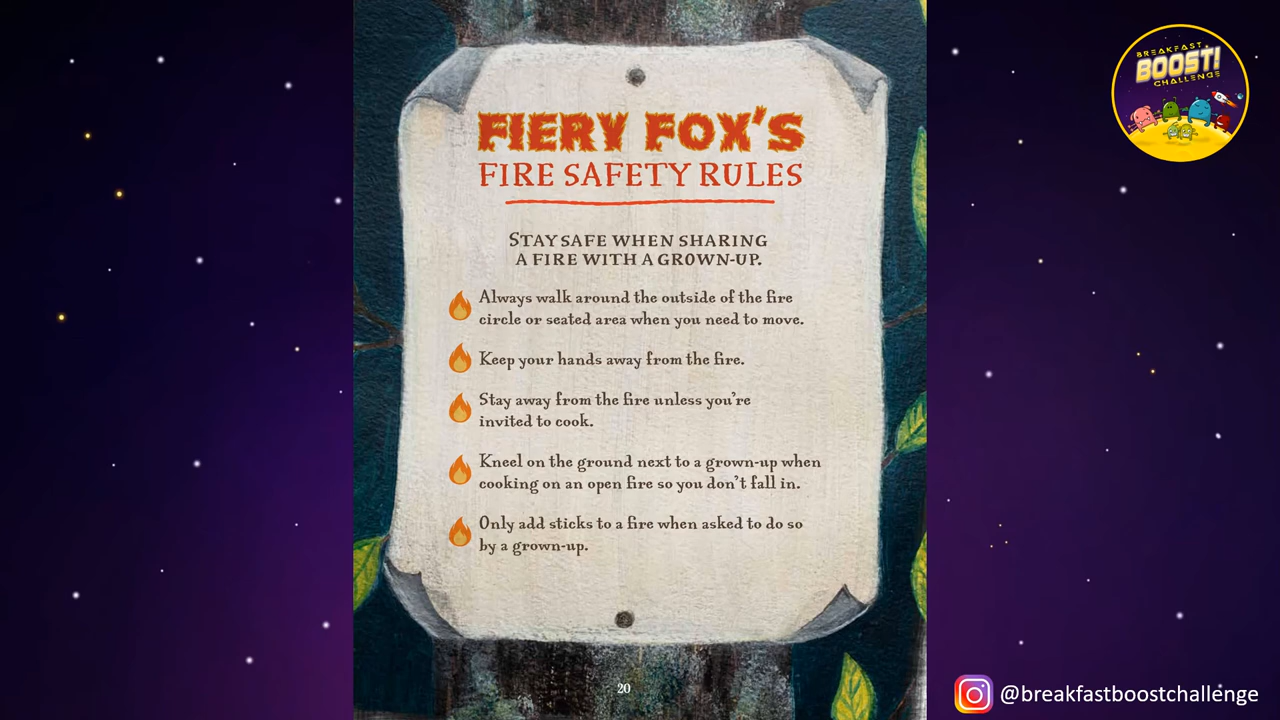 BREAKFAST
BOOST!
CHALLENGE
FIERY FOX'S
FIRE SAFETY RULES
STAY SAFE WHEN SHARING
A FIRE WITH A GROWN-UP.
Always walk around the outside of the fire
circle or seated area when you need to move.
Keep your hands away from the fire.
Stay away from the fire unless you're
invited to cook.
Kneel on the ground next to a grown-up when
cooking on an open fire so you don't fall in.
Only add sticks to a fire when asked to do so
by a grown-up.
20
@breakfastboostchallenge